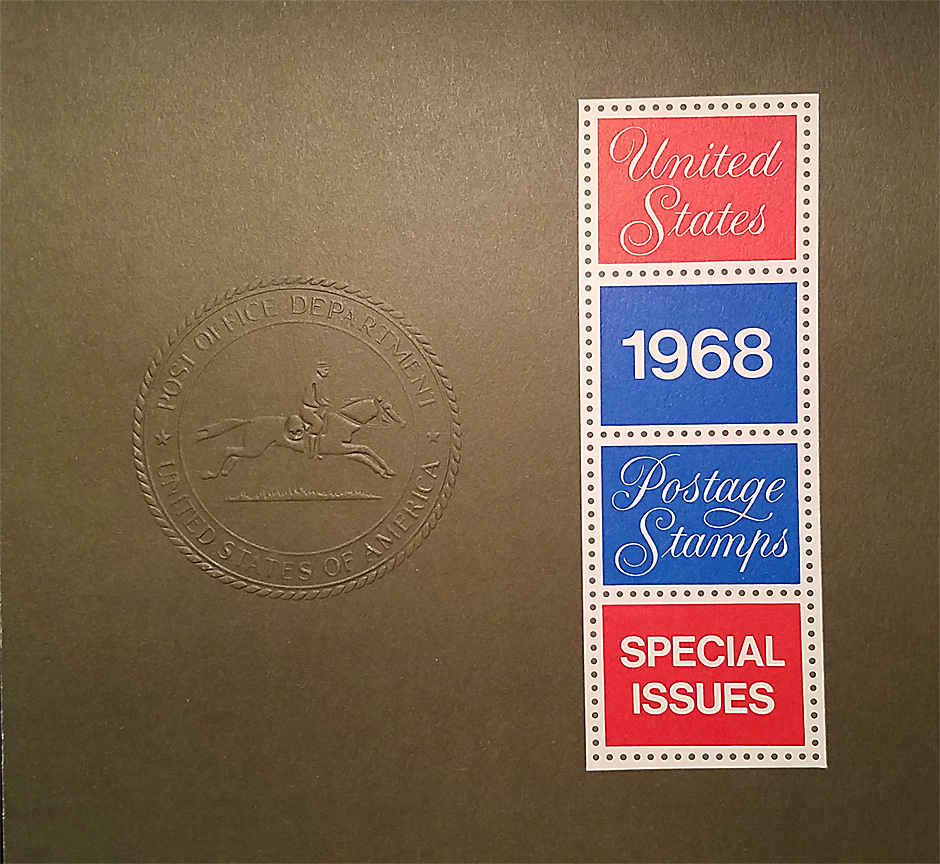 POST OFFICE DEPARTMENT
UNITED STATES OF AMERICA
United
States
1968
Postage
Stamps
SPECIAL
ISSUES